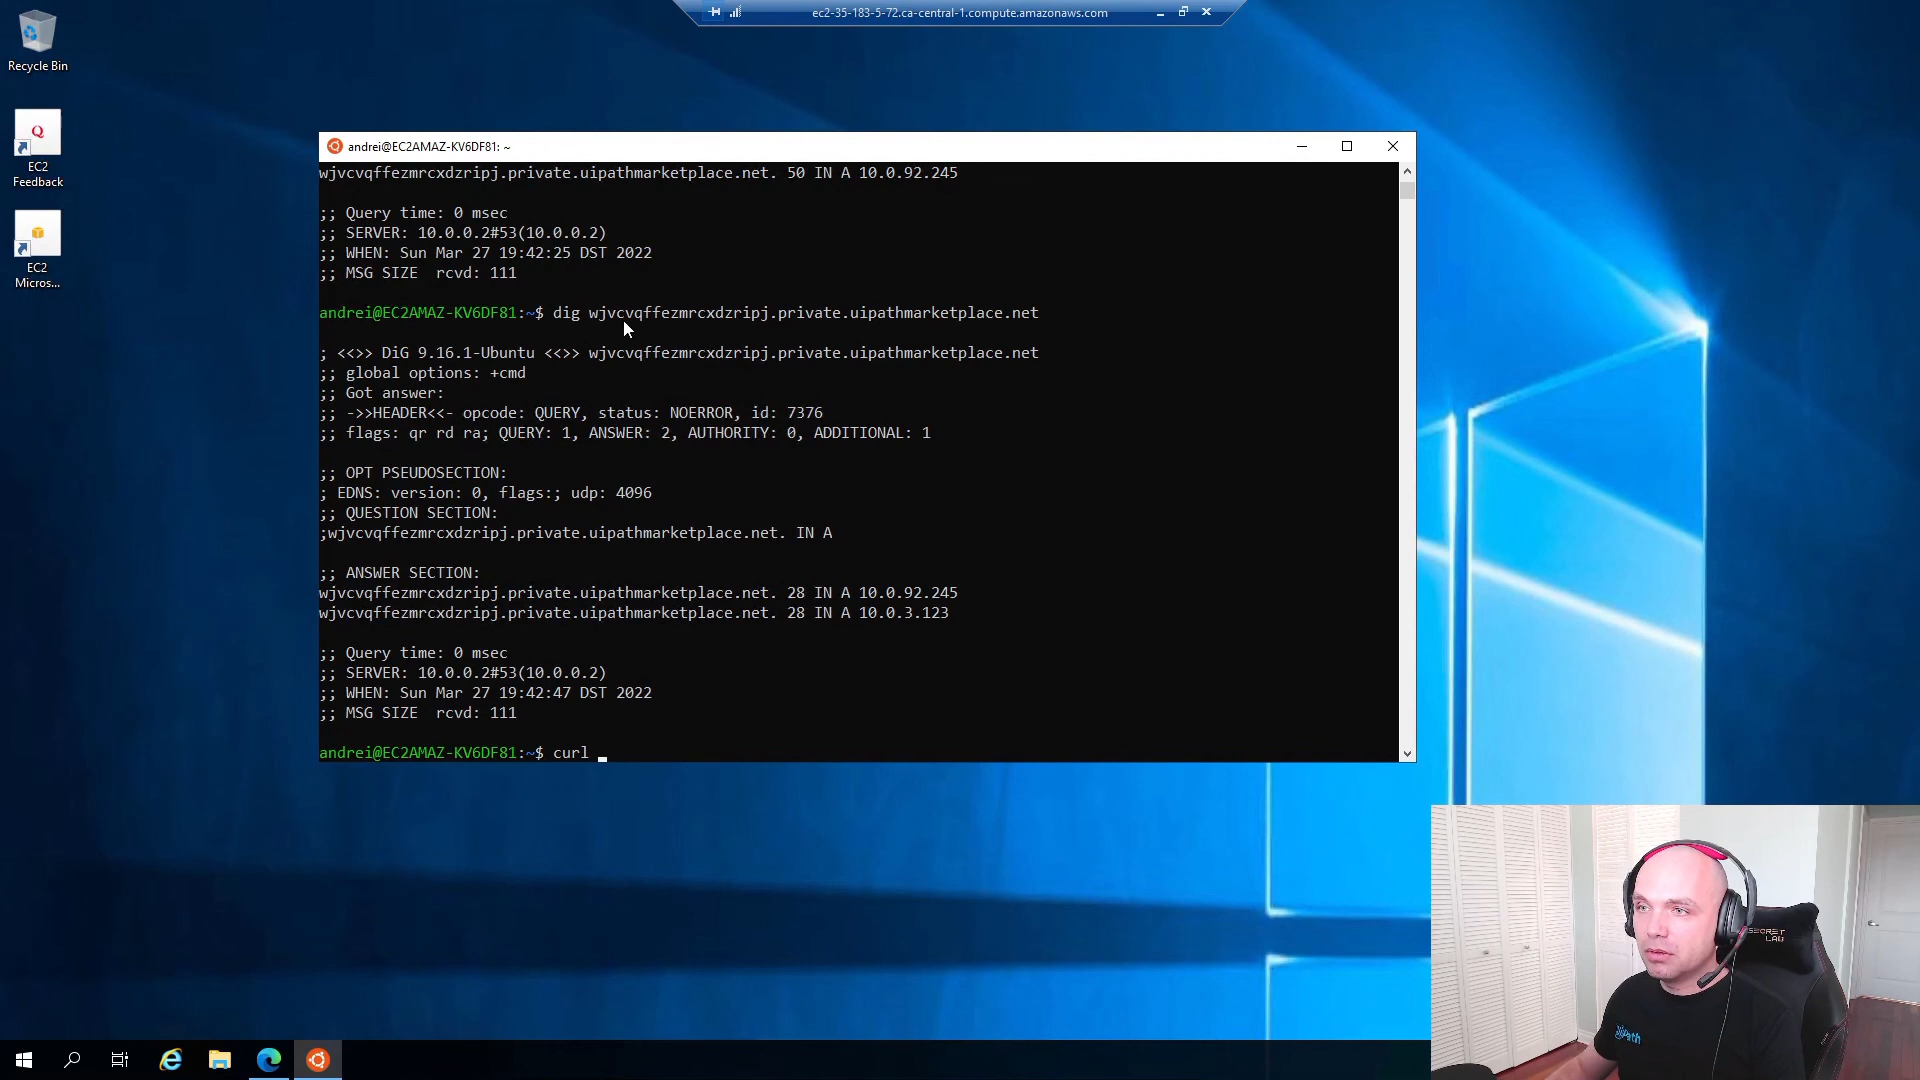 ec2-35-183-5-72.ca-central-1.compute.amazonaws.com
Recycle Bin
Q
EC2
Feedback
EC2
Micros...
andrei@EC2AMAZ-KV6DF81: ~
wjvcvqffezmrcxdzripj.private.uipathmarketplace.net. 50 IN A 10.0.92.245
;; Query time: 0 msec
;; SERVER: 10.0.0.2#53(10.0.0.2)
;; WHEN: Sun Mar 27 19:42:25 DST 2022
;; MSG SIZE  rcvd: 111
andrei@EC2AMAZ-KV6DF81:~$ dig wjvcvqffezmrcxdzripj.private.uipathmarketplace.net
; <<>> DiG 9.16.1-Ubuntu <<>> wjvcvqffezmrcxdzripj.private.uipathmarketplace.net
;; global options: +cmd
;; Got answer:
;; ->>HEADER<<- opcode: QUERY, status: NOERROR, id: 7376
;; flags: qr rd ra; QUERY: 1, ANSWER: 2, AUTHORITY: 0, ADDITIONAL: 1
;; OPT PSEUDOSECTION:
; EDNS: version: 0, flags:; udp: 4096
;; QUESTION SECTION:
;wjvcvqffezmrcxdzripj.private.uipathmarketplace.net. IN A
;; ANSWER SECTION:
wjvcvqffezmrcxdzripj.private.uipathmarketplace.net. 28 IN A 10.0.92.245
wjvcvqffezmrcxdzripj.private.uipathmarketplace.net. 28 IN A 10.0.3.123
;; Query time: 0 msec
;; SERVER: 10.0.0.2#53(10.0.0.2)
;; WHEN: Sun Mar 27 19:42:47 DST 2022
;; MSG SIZE  rcvd: 111
andrei@EC2AMAZ-KV6DF81:~$ curl
SECRET
LAB
UiPath